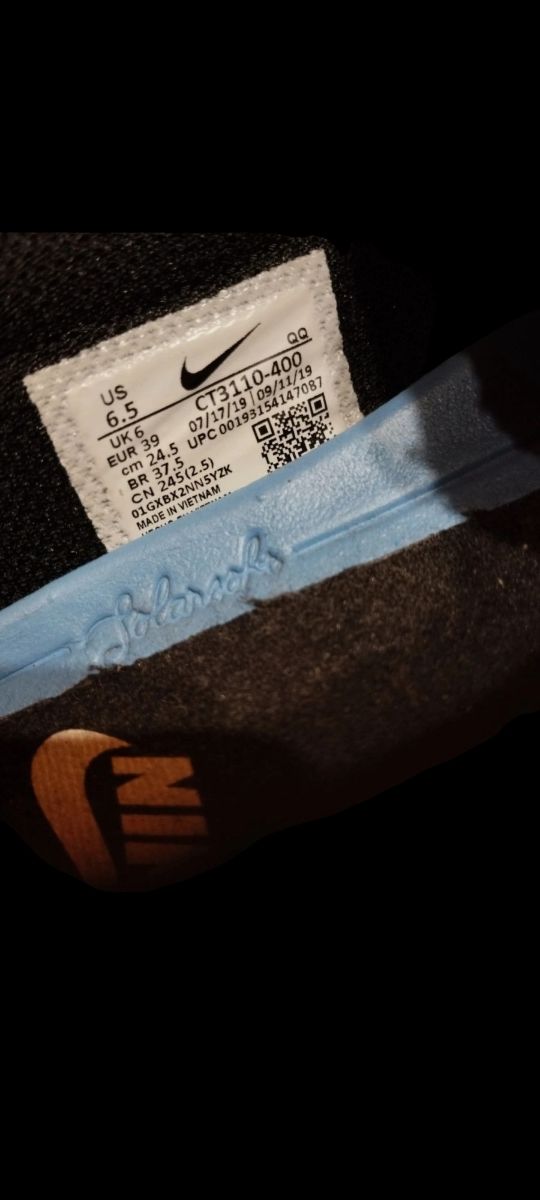 US
6.5
UK 6
EUR 39
cm 24.5
BR 37.5
CN 245(2.5)
01GXBX2NN5YZK
MADE IN VIETNAM
QQ
CT3110-400
07/17/19 | 09/11/19
UPC 00193154147087
Solarsoft
NIK